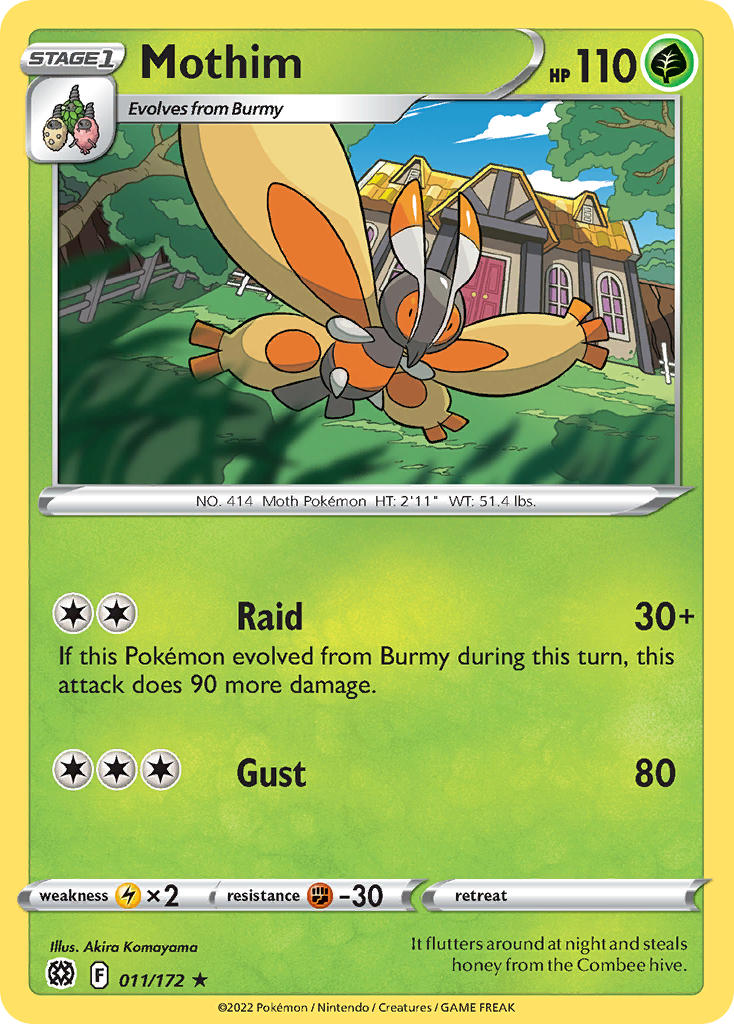 STAGE1
Mothim
HP 110
Evolves from Burmy
NO. 414 Moth Pokémon HT: 2'11" WT: 51.4 lbs.
Raid 30+
If this Pokémon evolved from Burmy during this turn, this
attack does 90 more damage.
Gust 80
weakness ×2 resistance -30 retreat
Illus. Akira Komayama
It flutters around at night and steals
honey from the Combee hive.
F 011/172 ★
©2022 Pokémon / Nintendo / Creatures / GAME FREAK